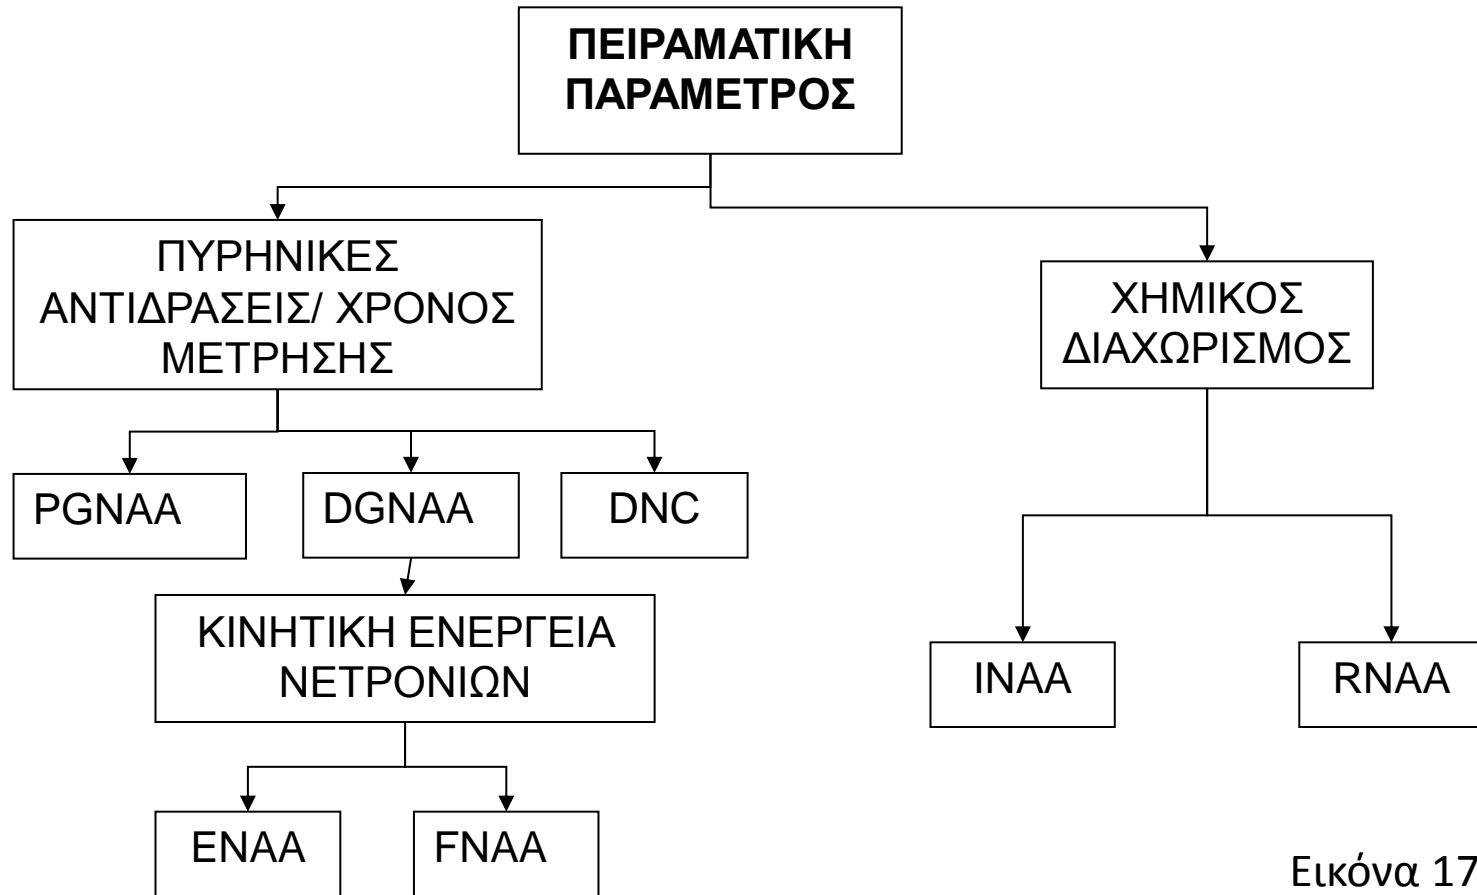 ΠΕΙΡΑΜΑΤΙΚΗ
ΠΑΡΑΜΕΤΡΟΣ
ΠΥΡΗΝΙΚΕΣ
ΑΝΤΙΔΡΑΣΕΙΣ/ ΧΡΟΝΟΣ
ΜΕΤΡΗΣΗΣ
ΧΗΜΙΚΟΣ
ΔΙΑΧΩΡΙΣΜΟΣ
PGNAA
DGNAA
DNC
ΚΙΝΗΤΙΚΗ ΕΝΕΡΓΕΙΑ
ΝΕΤΡΟΝΙΩΝ
INAA
RNAA
ENAA
FNAA
Εικόνα 17